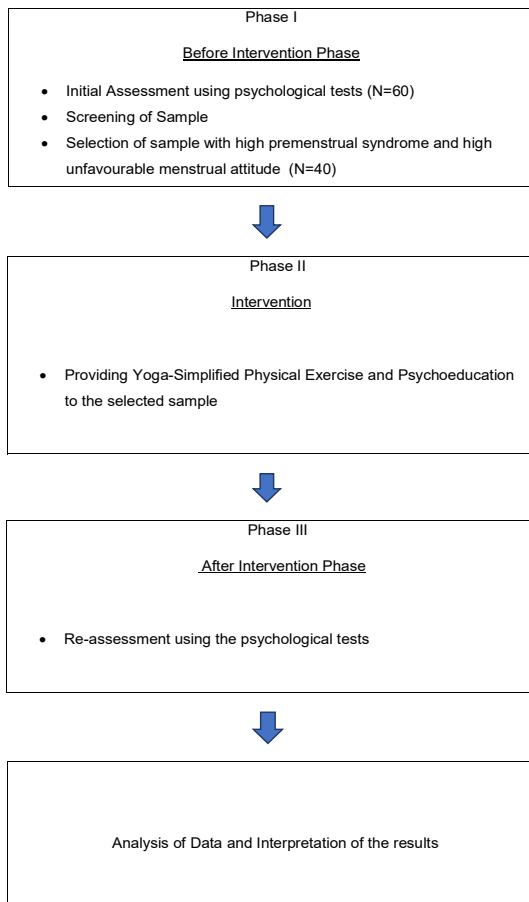 Phase I
Before Intervention Phase
• Initial Assessment using psychological tests (N=60)
• Screening of Sample
• Selection of sample with high premenstrual syndrome and high
unfavourable menstrual attitude (N=40)
Phase II
Intervention
• Providing Yoga-Simplified Physical Exercise and Psychoeducation
to the selected sample
Phase III
After Intervention Phase
• Re-assessment using the psychological tests
Analysis of Data and Interpretation of the results